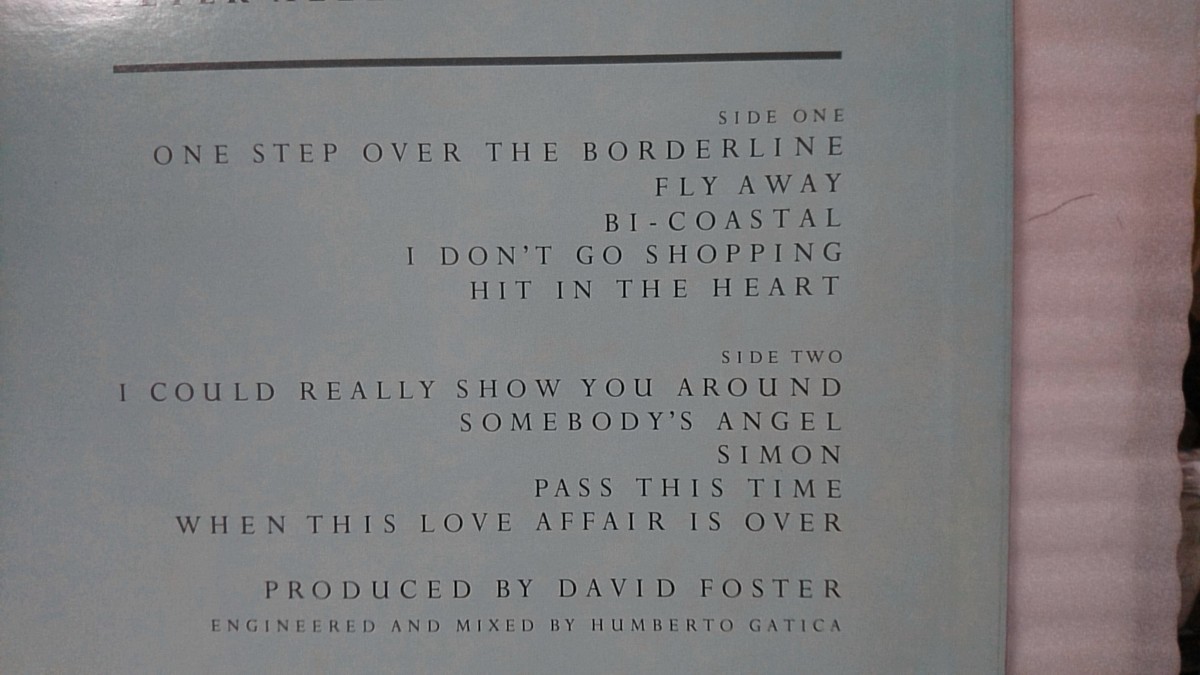 SIDE ONE
ONE STEP OVER THE BORDERLINE
FLY AWAY
BI-COASTAL
I DON'T GO SHOPPING
HIT IN THE HEART
SIDE TWO
I COULD REALLY SHOW YOU AROUND
SOMEBODY'S ANGEL
SIMON
PASS THIS TIME
WHEN THIS LOVE AFFAIR IS OVER
PRODUCED BY DAVID FOSTER
ENGINEERED AND MIXED BY HUMBERTO GATICA